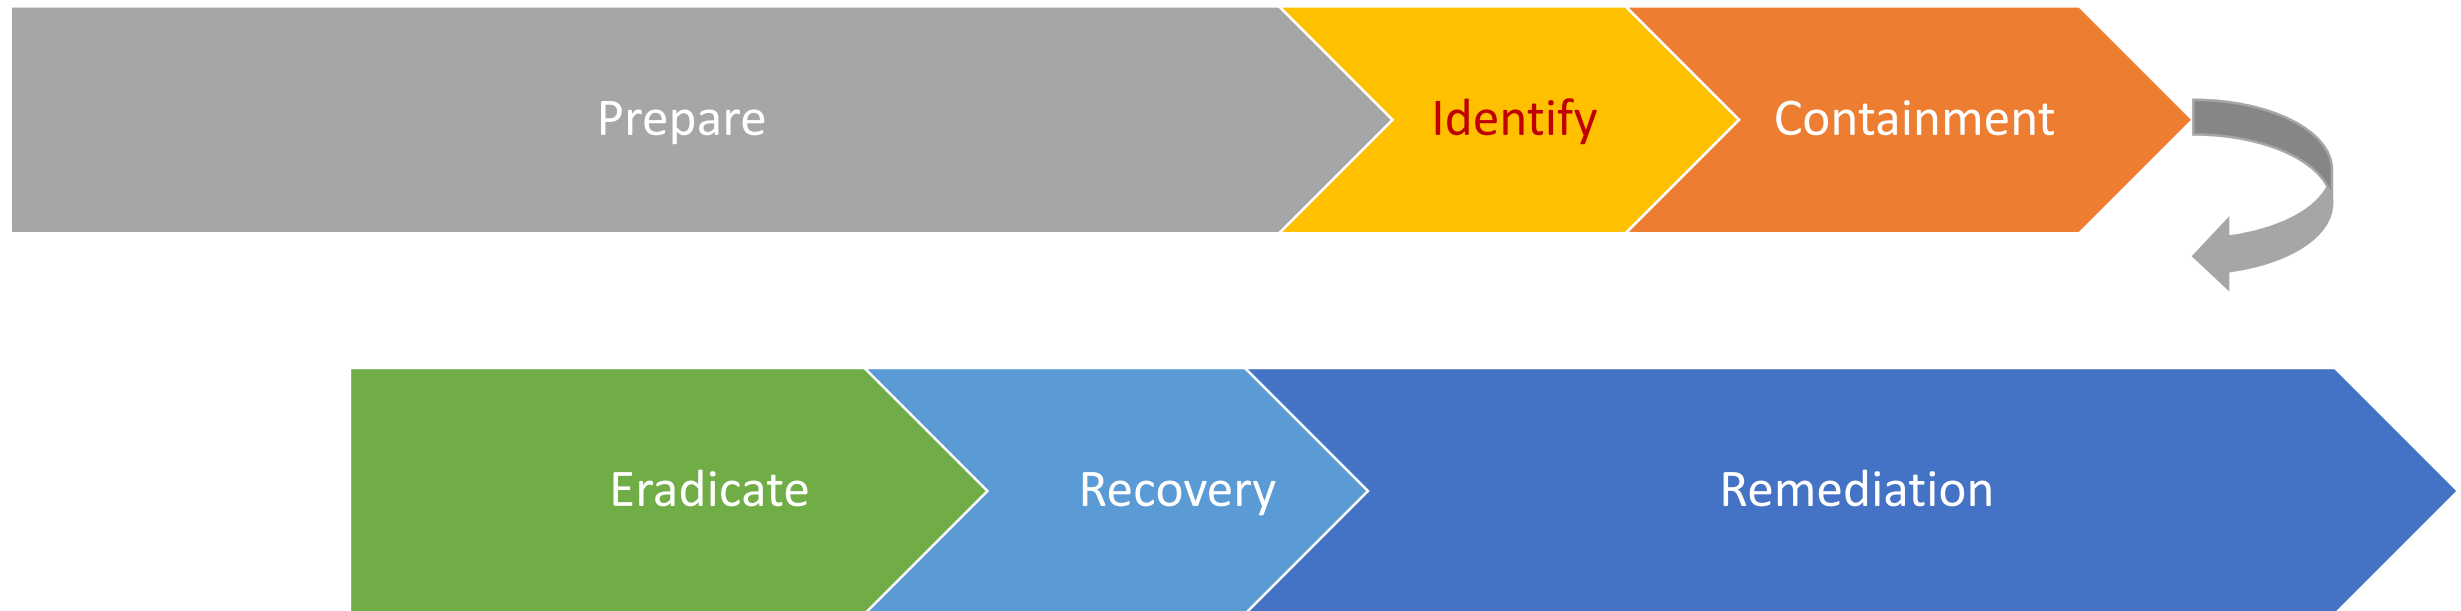 Prepare
Identify
Containment
Eradicate
Recovery
Remediation